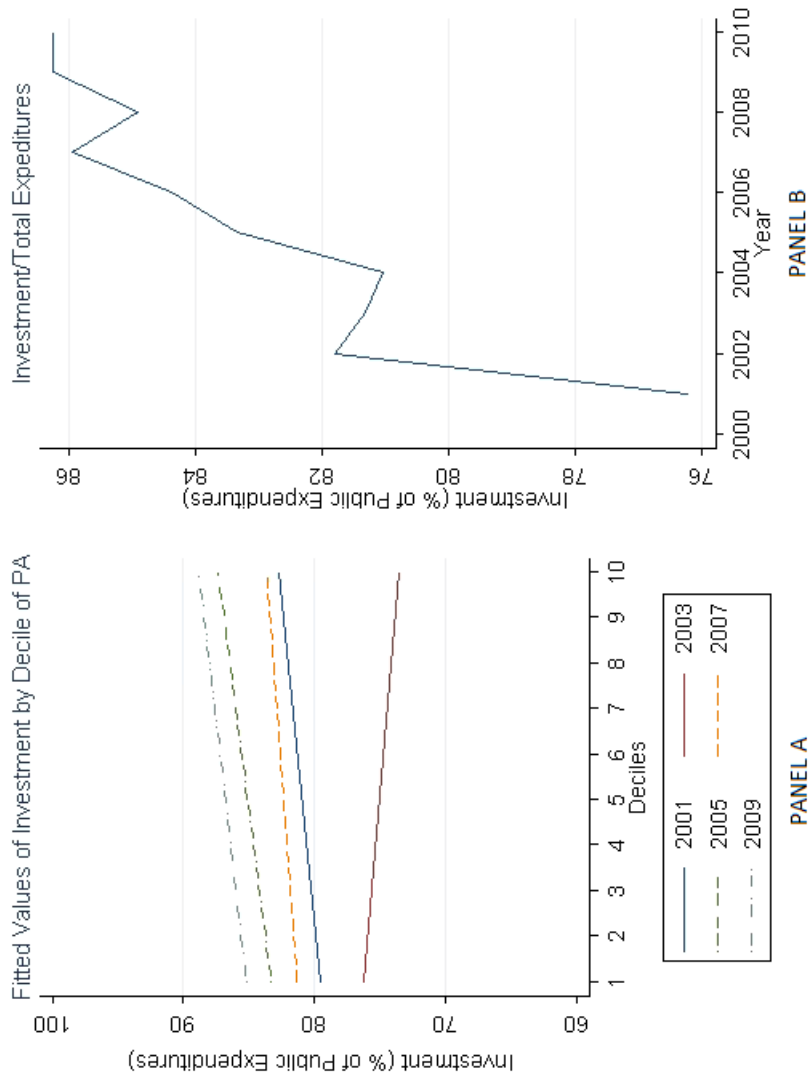 Fitted Values of Investment by Decile of PA
Investment (% of Public Expenditures)
100
90
80
70
60
1 2 3 4 5 6 7 8 9 10
Deciles
2001 2003
2005 2007
2009
PANEL A
Investment/Total Expeditures
Investment (% of Public Expenditures)
86
84
82
80
78
76
2000 2002 2004 2006 2008 2010
Year
PANEL B